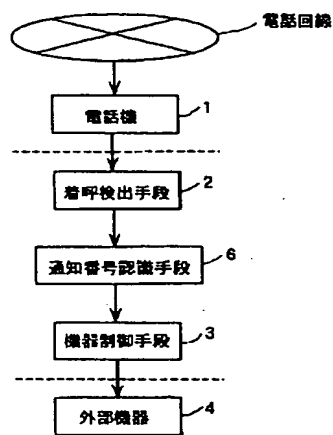 電話回線
電話機 1
着呼検出手段 2
通知番号認識手段 6
機器制御手段 3
外部機器 4